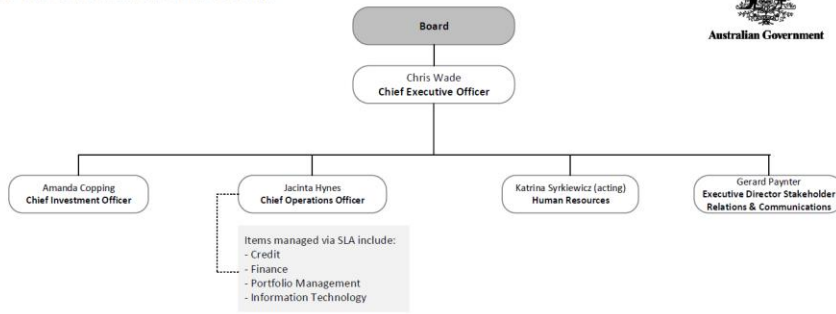 Australian Government
Board
Chris Wade
Chief Executive Officer
Amanda Copping
Chief Investment Officer
Jacinta Hynes
Chief Operations Officer
Katrina Syrkiewicz (acting)
Human Resources
Gerard Paynter
Executive Director Stakeholder
Relations & Communications
Items managed via SLA include:
- Credit
- Finance
- Portfolio Management
- Information Technology